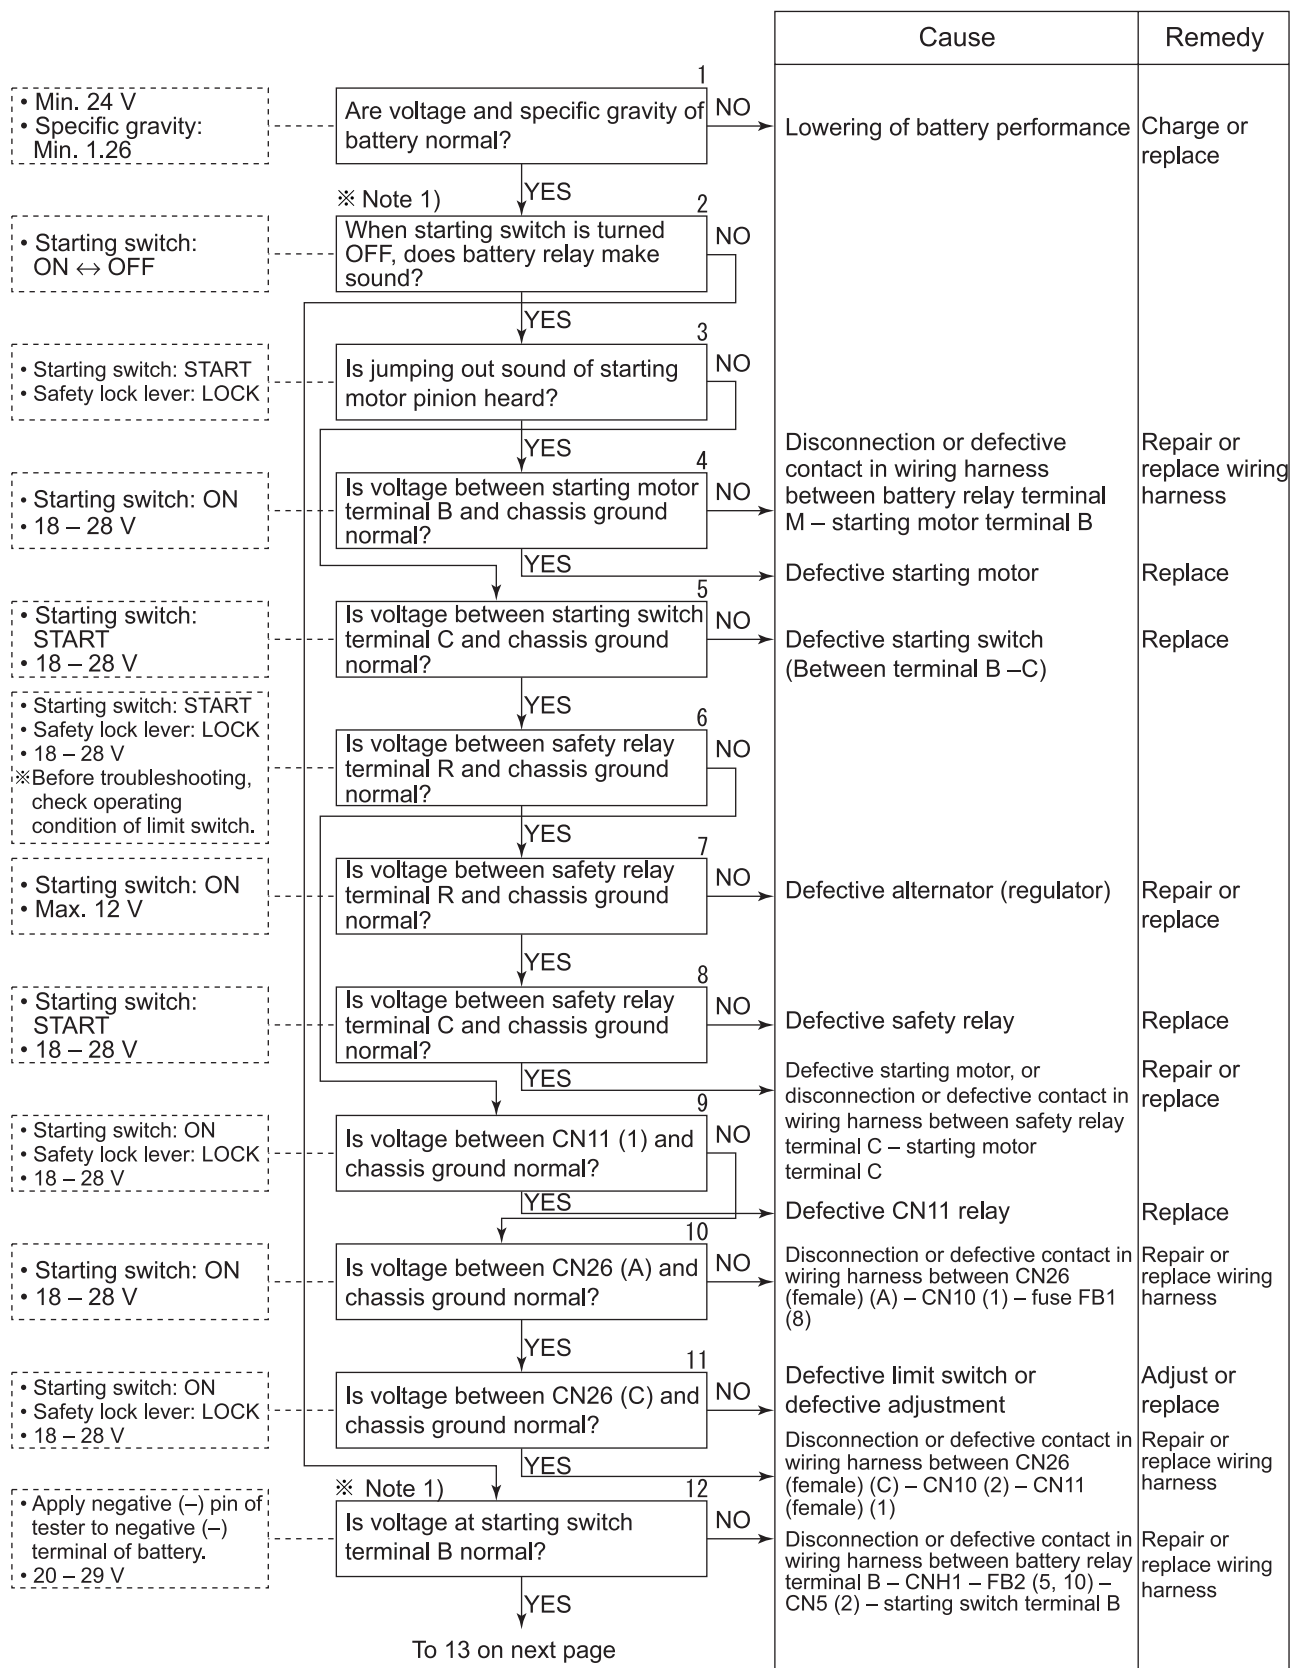 Cause
Remedy
• Min. 24 V
• Specific gravity:
Min. 1.26
1
Are voltage and specific gravity of
battery normal?
NO
Lowering of battery performance
Charge or
replace
YES
※ Note 1)
• Starting switch:
ON ↔ OFF
2
When starting switch is turned
OFF, does battery relay make
sound?
NO
YES
• Starting switch: START
• Safety lock lever: LOCK
3
Is jumping out sound of starting
motor pinion heard?
NO
YES
• Starting switch: ON
• 18 – 28 V
4
Is voltage between starting motor
terminal B and chassis ground
normal?
NO
Disconnection or defective
contact in wiring harness
between battery relay terminal
M – starting motor terminal B
Repair or
replace wiring
harness
YES
Defective starting motor
Replace
• Starting switch:
START
• 18 – 28 V
5
Is voltage between starting switch
terminal C and chassis ground
normal?
NO
Defective starting switch
(Between terminal B –C)
Replace
YES
• Starting switch: START
• Safety lock lever: LOCK
• 18 – 28 V
※Before troubleshooting,
check operating
condition of limit switch.
6
Is voltage between safety relay
terminal R and chassis ground
normal?
NO
YES
• Starting switch: ON
• Max. 12 V
7
Is voltage between safety relay
terminal R and chassis ground
normal?
NO
Defective alternator (regulator)
Repair or
replace
YES
• Starting switch:
START
• 18 – 28 V
8
Is voltage between safety relay
terminal C and chassis ground
normal?
NO
Defective safety relay
Replace
YES
Defective starting motor, or
disconnection or defective contact in
wiring harness between safety relay
terminal C – starting motor
terminal C
Repair or
replace
• Starting switch: ON
• Safety lock lever: LOCK
• 18 – 28 V
9
Is voltage between CN11 (1) and
chassis ground normal?
NO
YES
Defective CN11 relay
Replace
• Starting switch: ON
• 18 – 28 V
10
Is voltage between CN26 (A) and
chassis ground normal?
NO
Disconnection or defective contact in
wiring harness between CN26
(female) (A) – CN10 (1) – fuse FB1
(8)
Repair or
replace wiring
harness
YES
• Starting switch: ON
• Safety lock lever: LOCK
• 18 – 28 V
11
Is voltage between CN26 (C) and
chassis ground normal?
NO
Defective limit switch or
defective adjustment
Adjust or
replace
YES
Disconnection or defective contact in
wiring harness between CN26
(female) (C) – CN10 (2) – CN11
(female) (1)
Repair or
replace wiring
harness
※ Note 1)
• Apply negative (–) pin of
tester to negative (–)
terminal of battery.
• 20 – 29 V
12
Is voltage at starting switch
terminal B normal?
NO
Disconnection or defective contact in
wiring harness between battery relay
terminal B – CNH1 – FB2 (5, 10) –
CN5 (2) – starting switch terminal B
Repair or
replace wiring
harness
YES
To 13 on next page